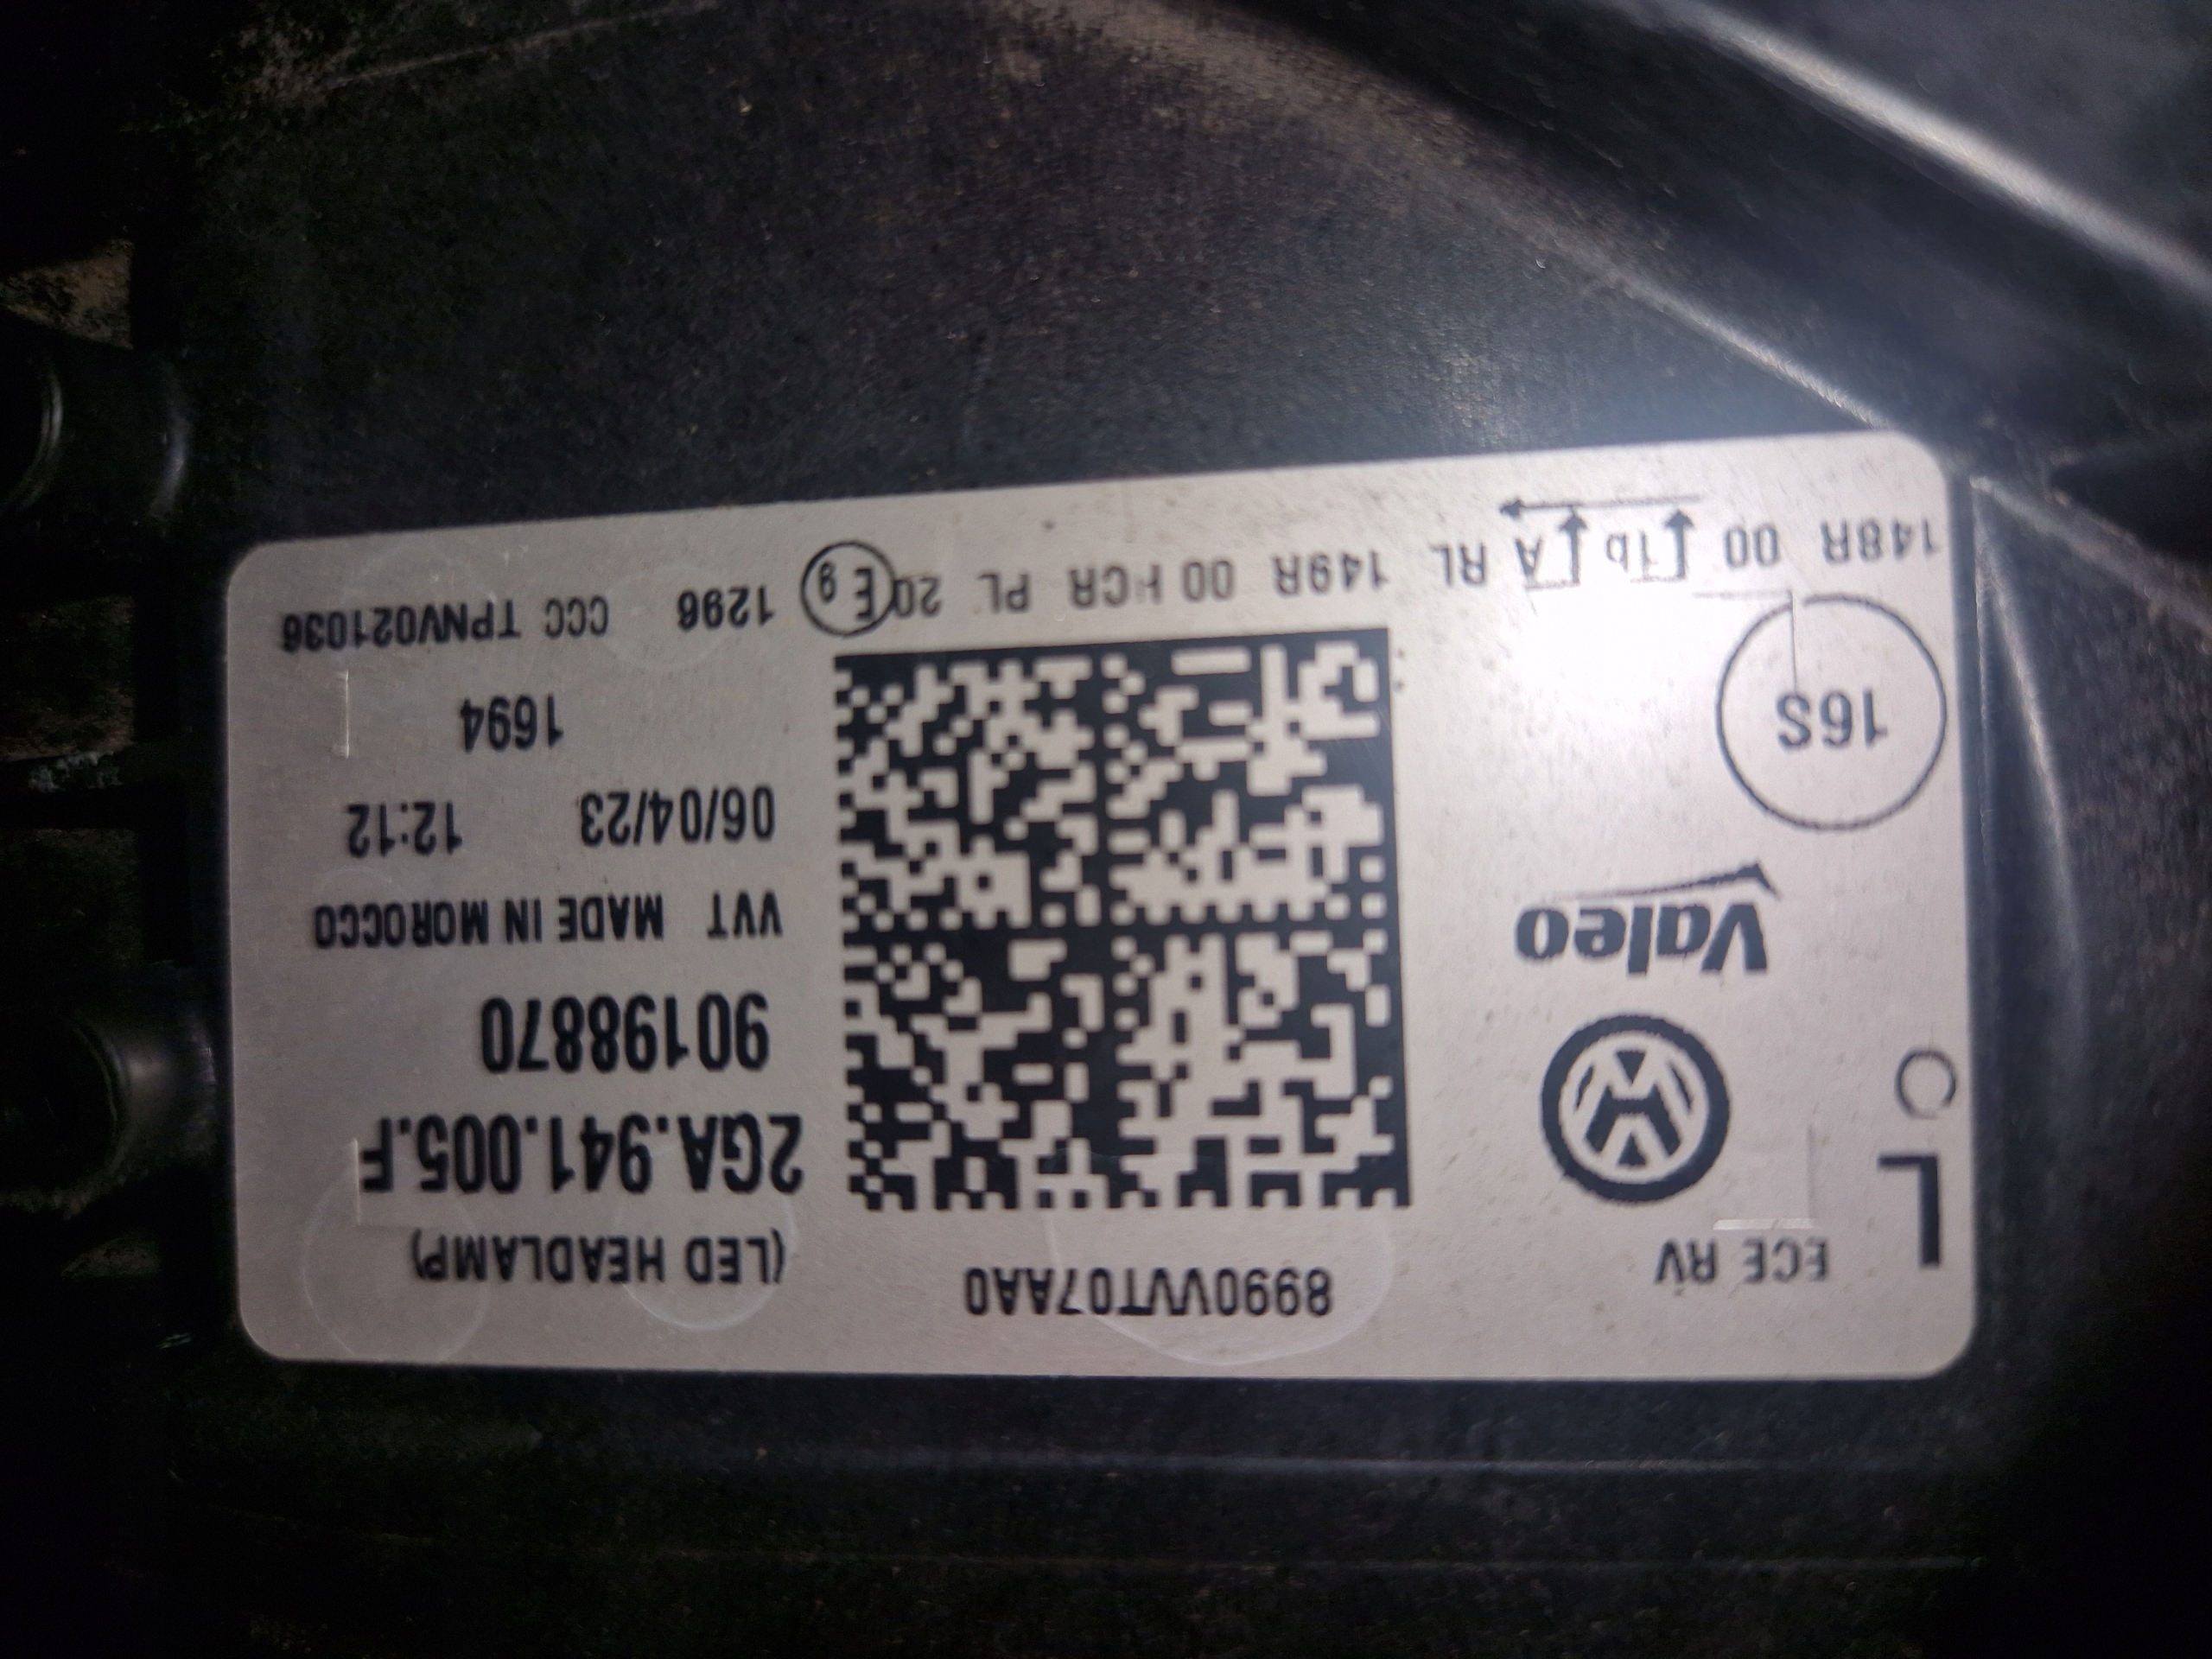 8990VVT07AA0
(LED HEADLAMP)
ECE RV
L
2GA.941.005.F
90198870
VVT MADE IN MOROCCO
Valeo
06/04/23 12:12
1694
16S
148R 00 1b A RL 149R 00 HCR PL 20 E9 1296 CCC TPNV021036